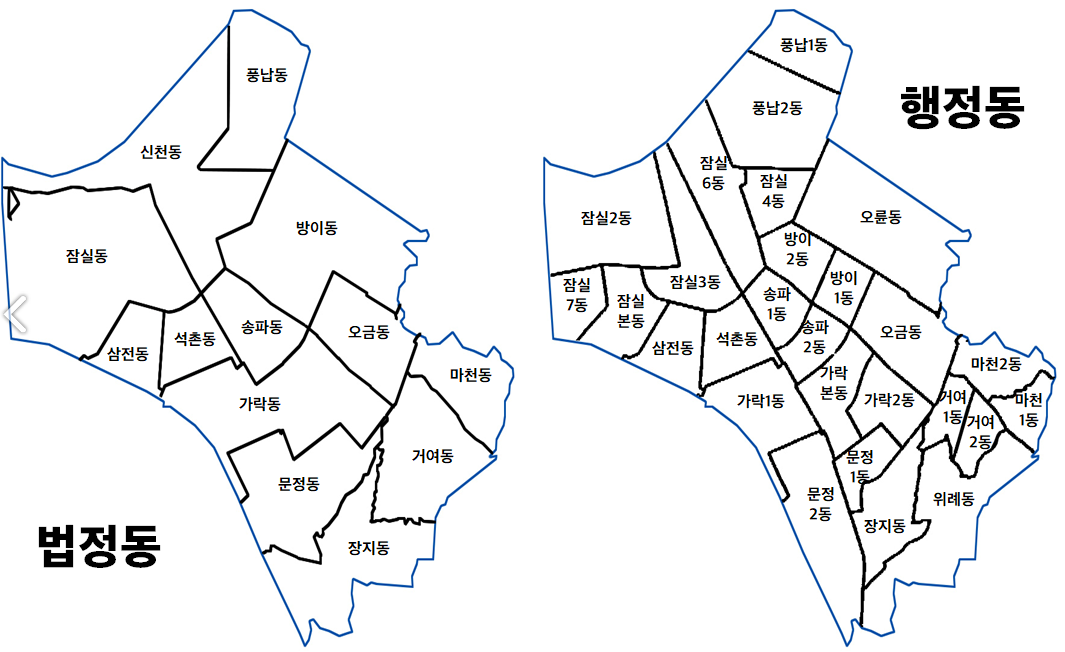 풍납동
신천동
방이동
잠실동
송파동
석촌동
오금동
삼전동
마천동
가락동
거여동
문정동
법정동
장지동
풍납1동
행정동
풍납2동
잠실
6동
잠실
4동
잠실2동
오륜동
방이
2동
잠실3동
방이
1동
잠실
7동
송파
1동
잠실
본동
송파
2동
오금동
석촌동
삼전동
마천2동
가락
본동
가락1동
가락2동
거여
1동
마천
1동
거여
2동
문정
1동
문정
2동
위례동
장지동